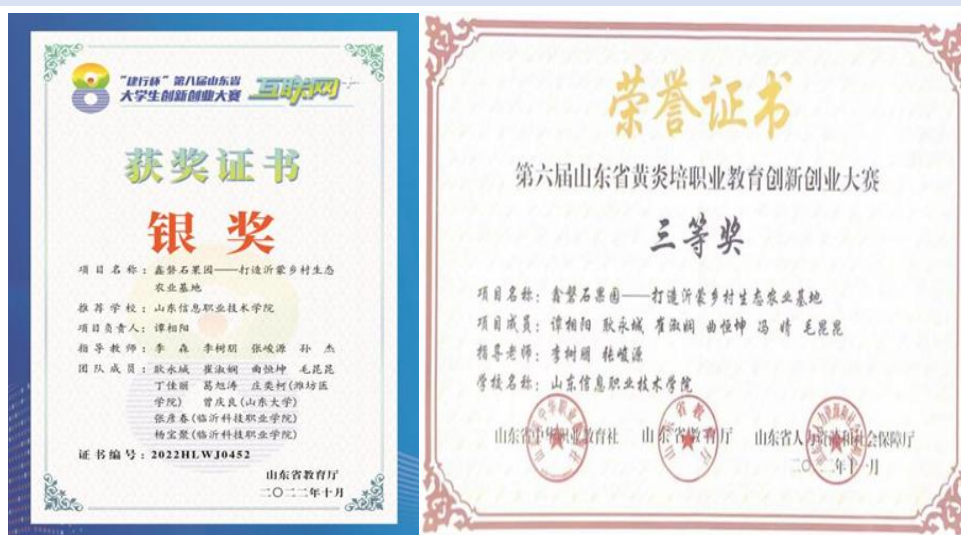 “建行杯”第八届山东省
大学生创新创业大赛
互联网+
获奖证书
银奖
项目名称：鑫磐石果园——打造沂蒙乡村生态
农业基地
推荐学校：山东信息职业技术学院
项目负责人：谭相阳
指导教师：李森 李树朋 张峻源 孙杰
团队成员：耿永城 崔淑娴 曲恒坤 毛昆昆
丁佳丽 葛旭涛 庄奕柯(潍坊医
学院) 曾庆良(山东大学)
张彦春(临沂科技职业学院)
杨宝聚(临沂科技职业学院)
证书编号：2022HLWJ0452
山东省教育厅
二〇二二年十月
荣誉证书
第六届山东省黄炎培职业教育创新创业大赛
三等奖
项目名称：鑫磐石果园——打造沂蒙乡村生态农业基地
项目成员：谭相阳 耿永城 崔淑娴 曲恒坤 冯晴 毛昆昆
指导老师：李树朋 张峻源
学校名称：山东信息职业技术学院
山东省中华职业教育社 山东省教育厅 山东省人力资源和社会保障厅
二〇二二年十一月